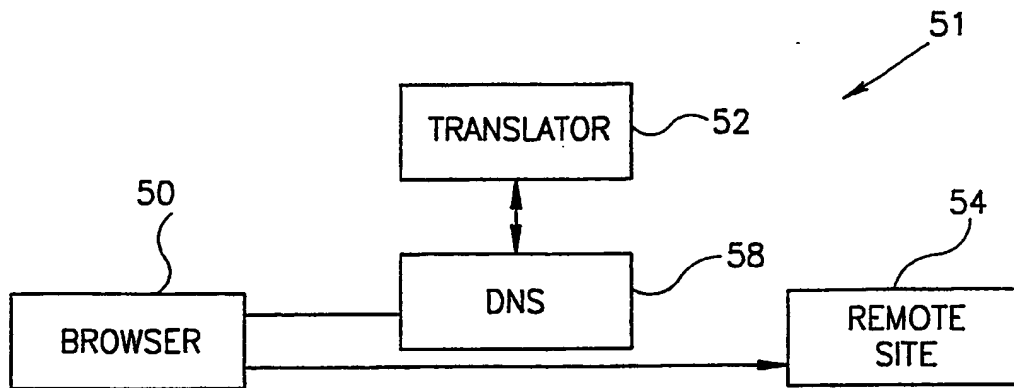 51
TRANSLATOR
52
50
54
58
DNS
BROWSER
REMOTE
SITE